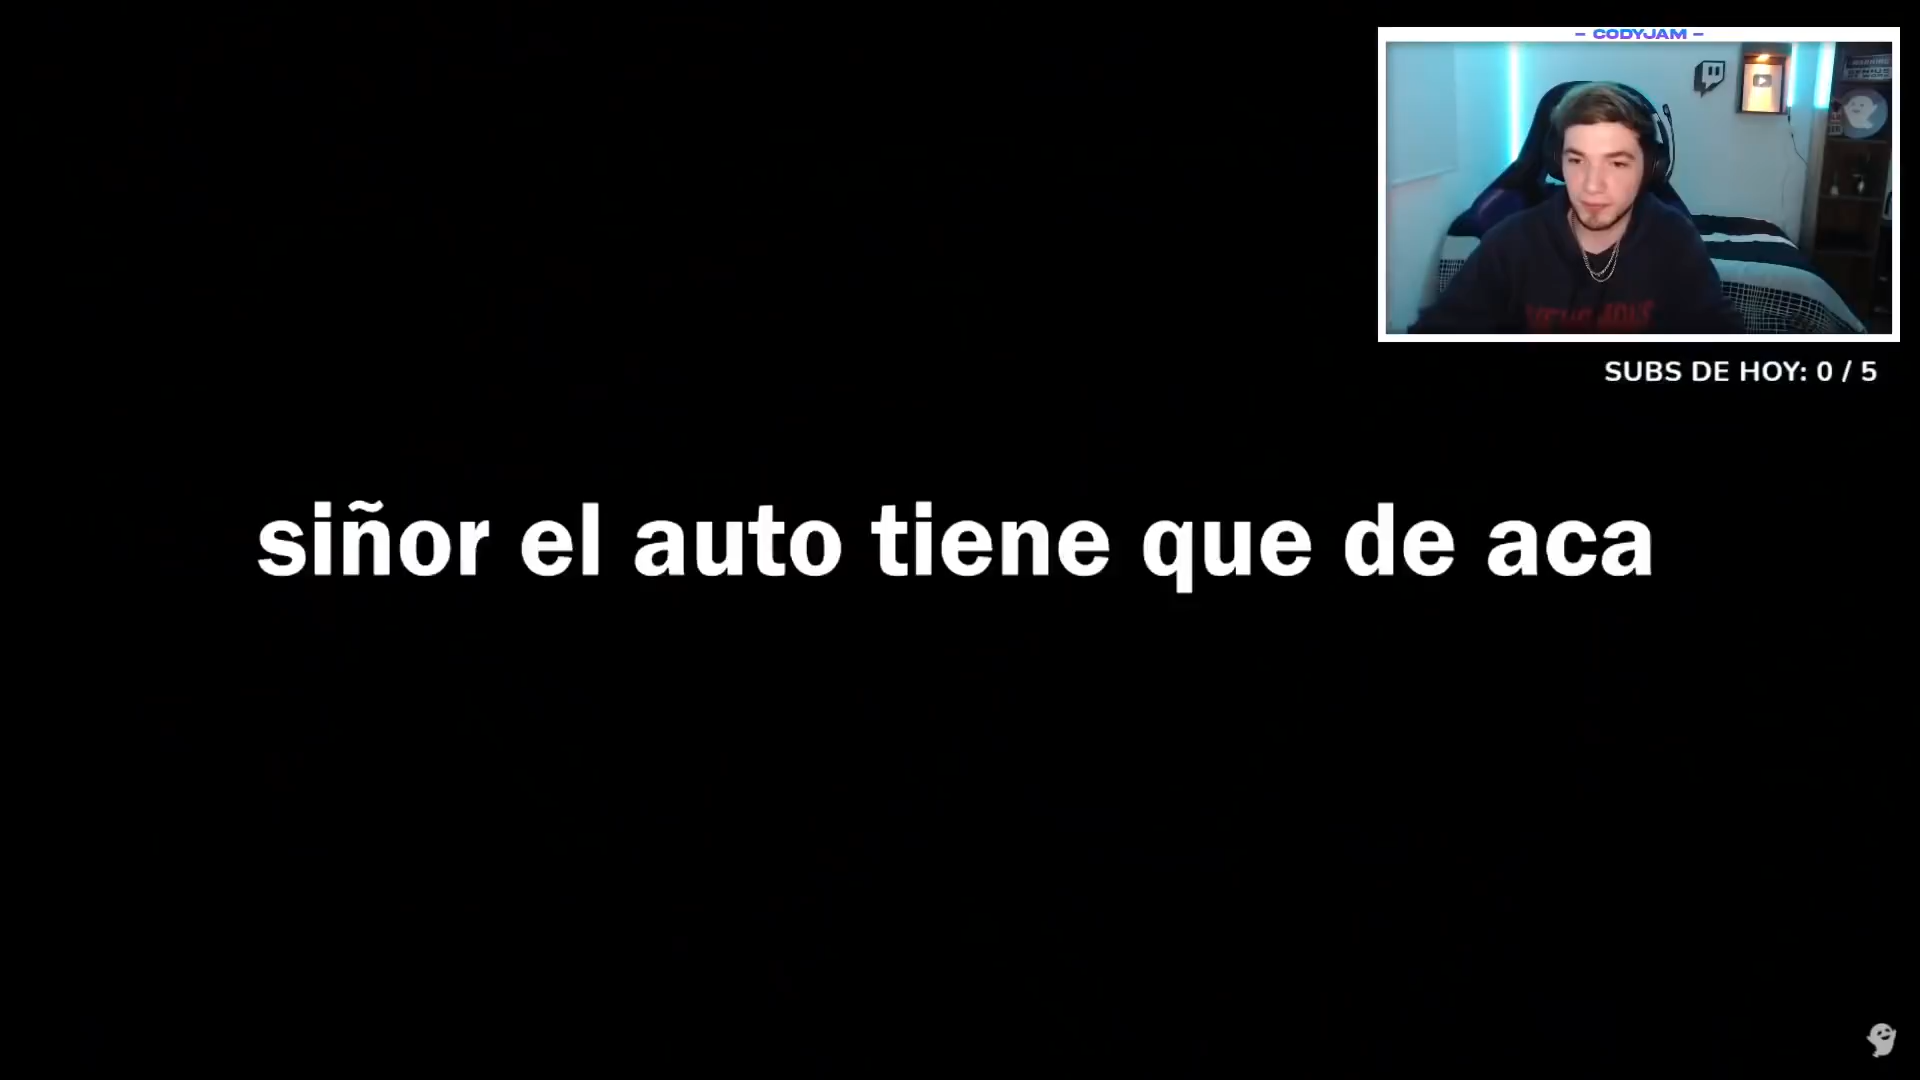 - CODYJAM -
SUBS DE HOY: 0 / 5
siñor el auto tiene que de aca